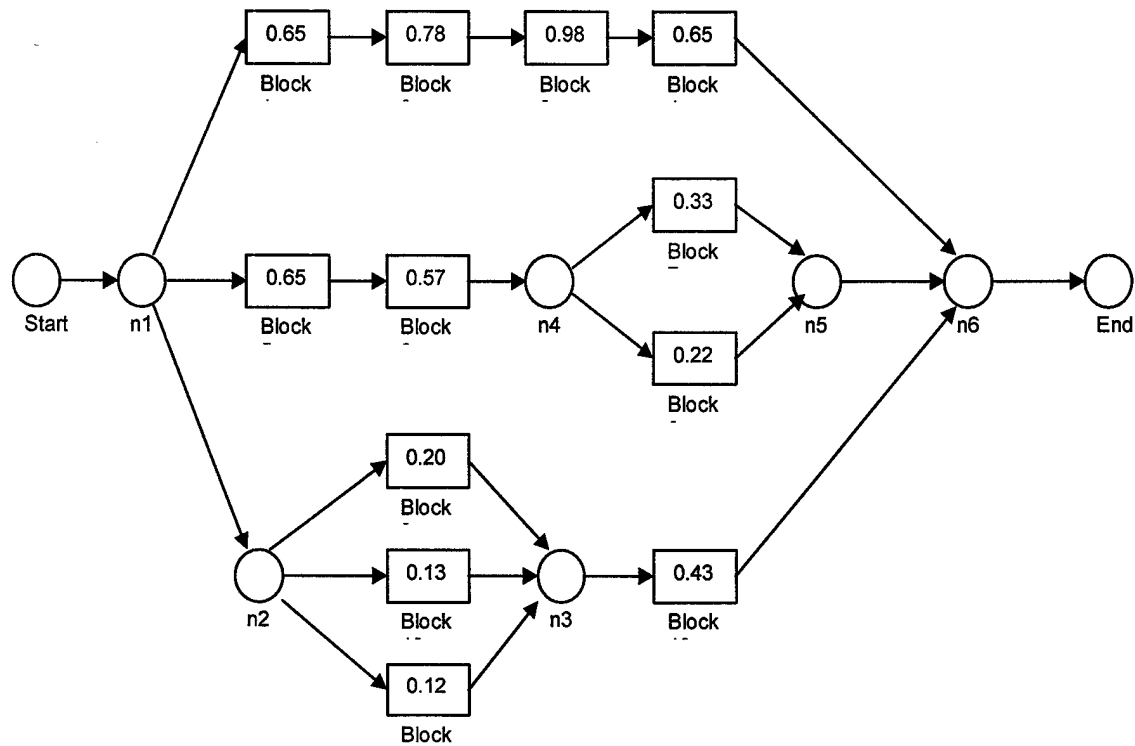 0.65 0.78 0.98 0.65
Block Block Block Block
0.33
Block
0.65 0.57
Start n1 Block Block n4 n5 n6 End
0.22
Block
0.20
Block
0.13 0.43
n2 Block n3 Block
0.12
Block